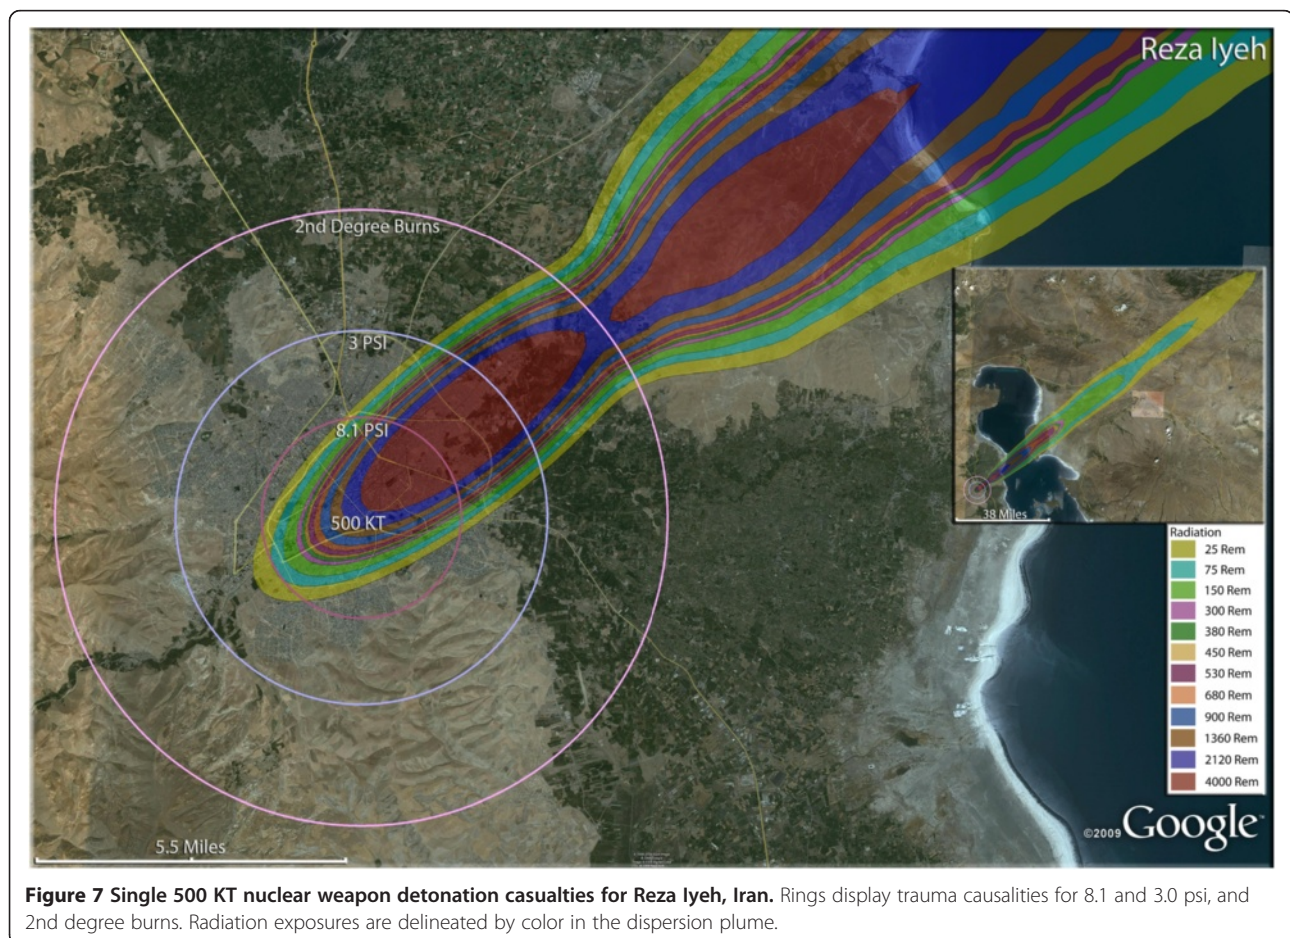 Reza Iyeh
2nd Degree Burns
3 PSI
8.1 PSI
500 KT
38 Miles
Radiation
25 Rem
75 Rem
150 Rem
300 Rem
380 Rem
450 Rem
530 Rem
680 Rem
900 Rem
1360 Rem
2120 Rem
4000 Rem
©2009 Google™
5.5 Miles
Figure 7 Single 500 KT nuclear weapon detonation casualties for Reza Iyeh, Iran. Rings display trauma causalities for 8.1 and 3.0 psi, and
2nd degree burns. Radiation exposures are delineated by color in the dispersion plume.